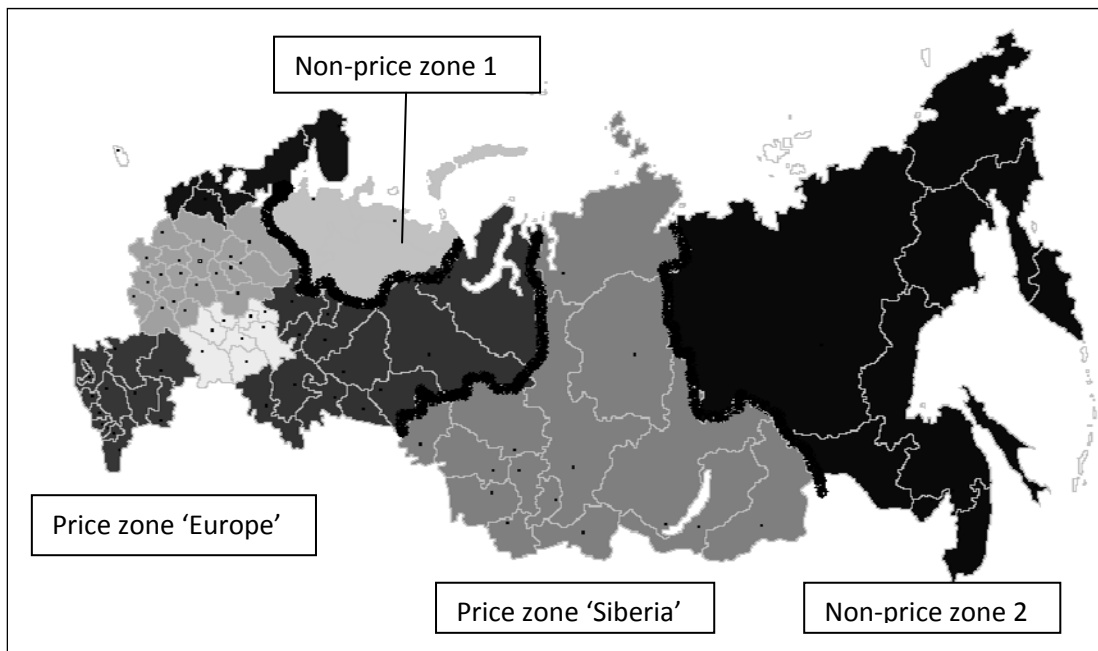 Non-price zone 1
Price zone ‘Europe’
Price zone ‘Siberia’
Non-price zone 2